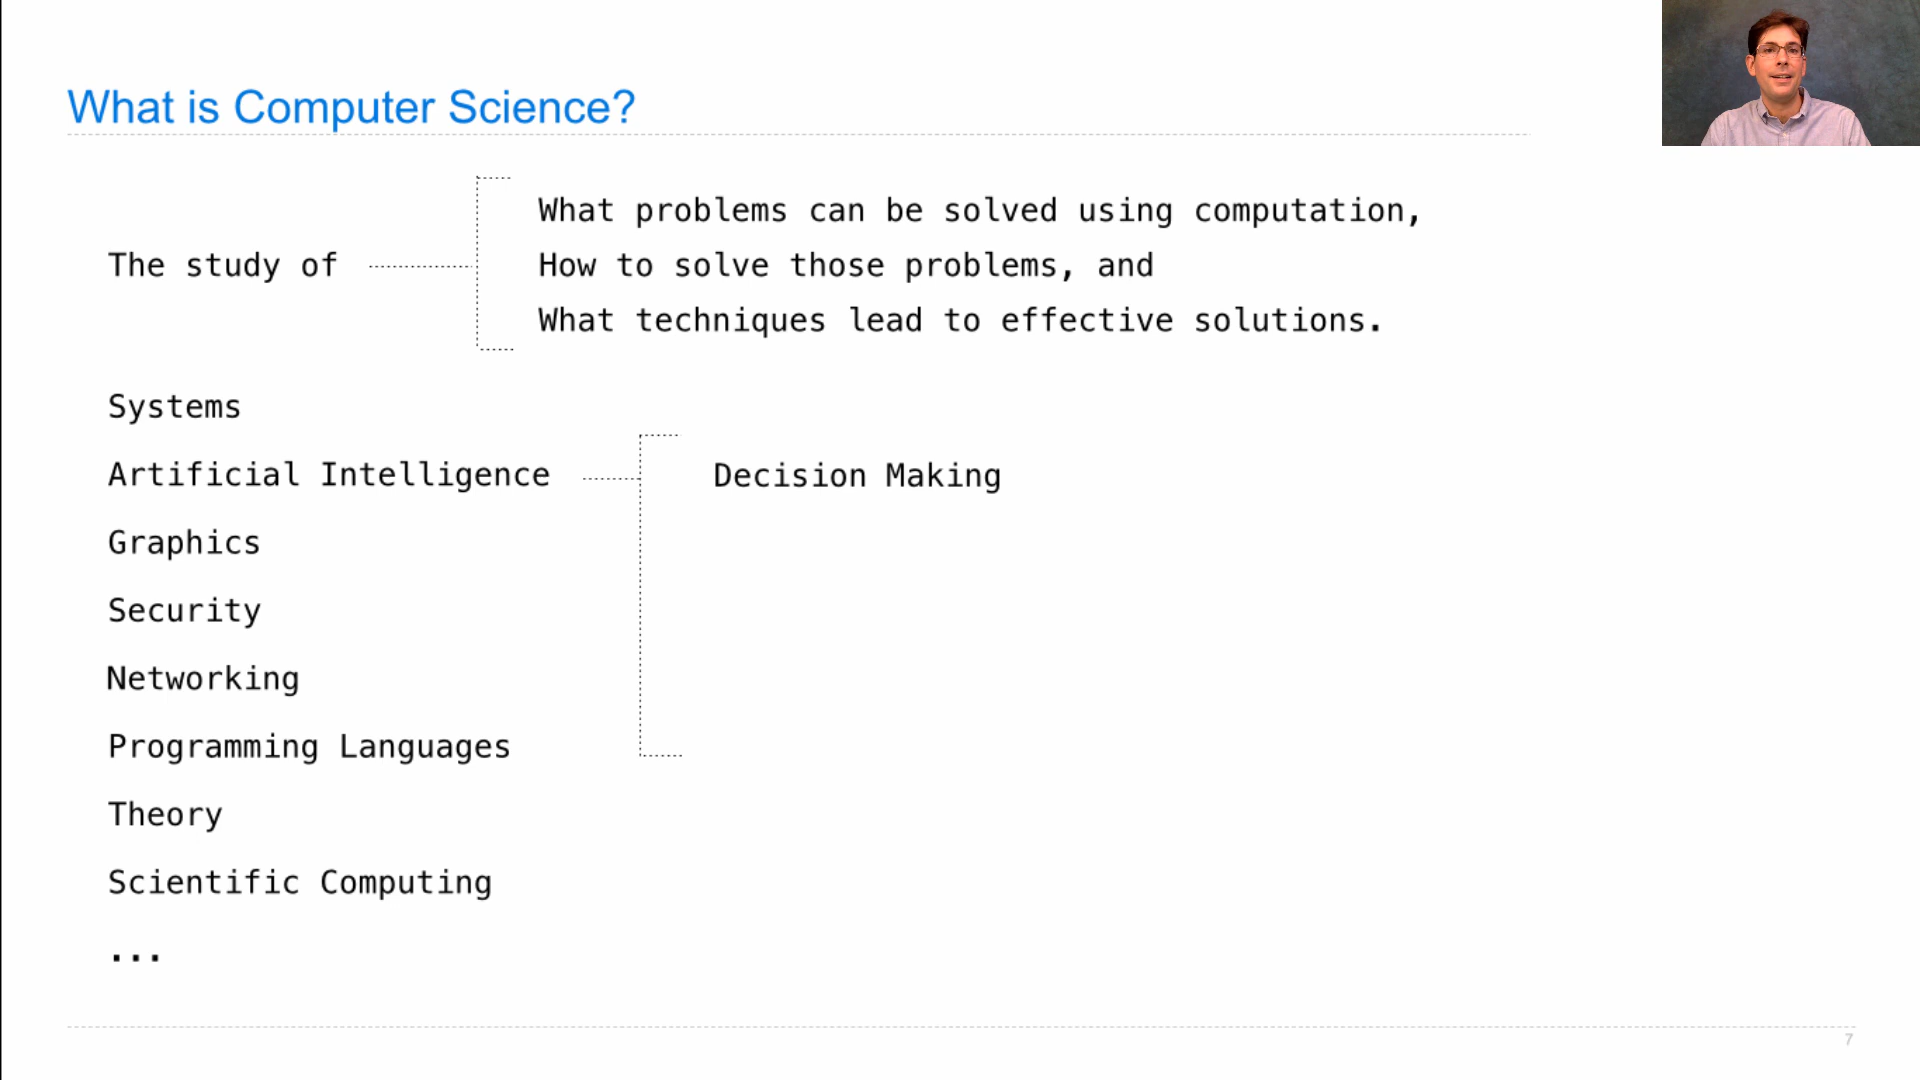 What is Computer Science?
The study of
What problems can be solved using computation,
How to solve those problems, and
What techniques lead to effective solutions.
Systems
Artificial Intelligence
Decision Making
Graphics
Security
Networking
Programming Languages
Theory
Scientific Computing
...
7